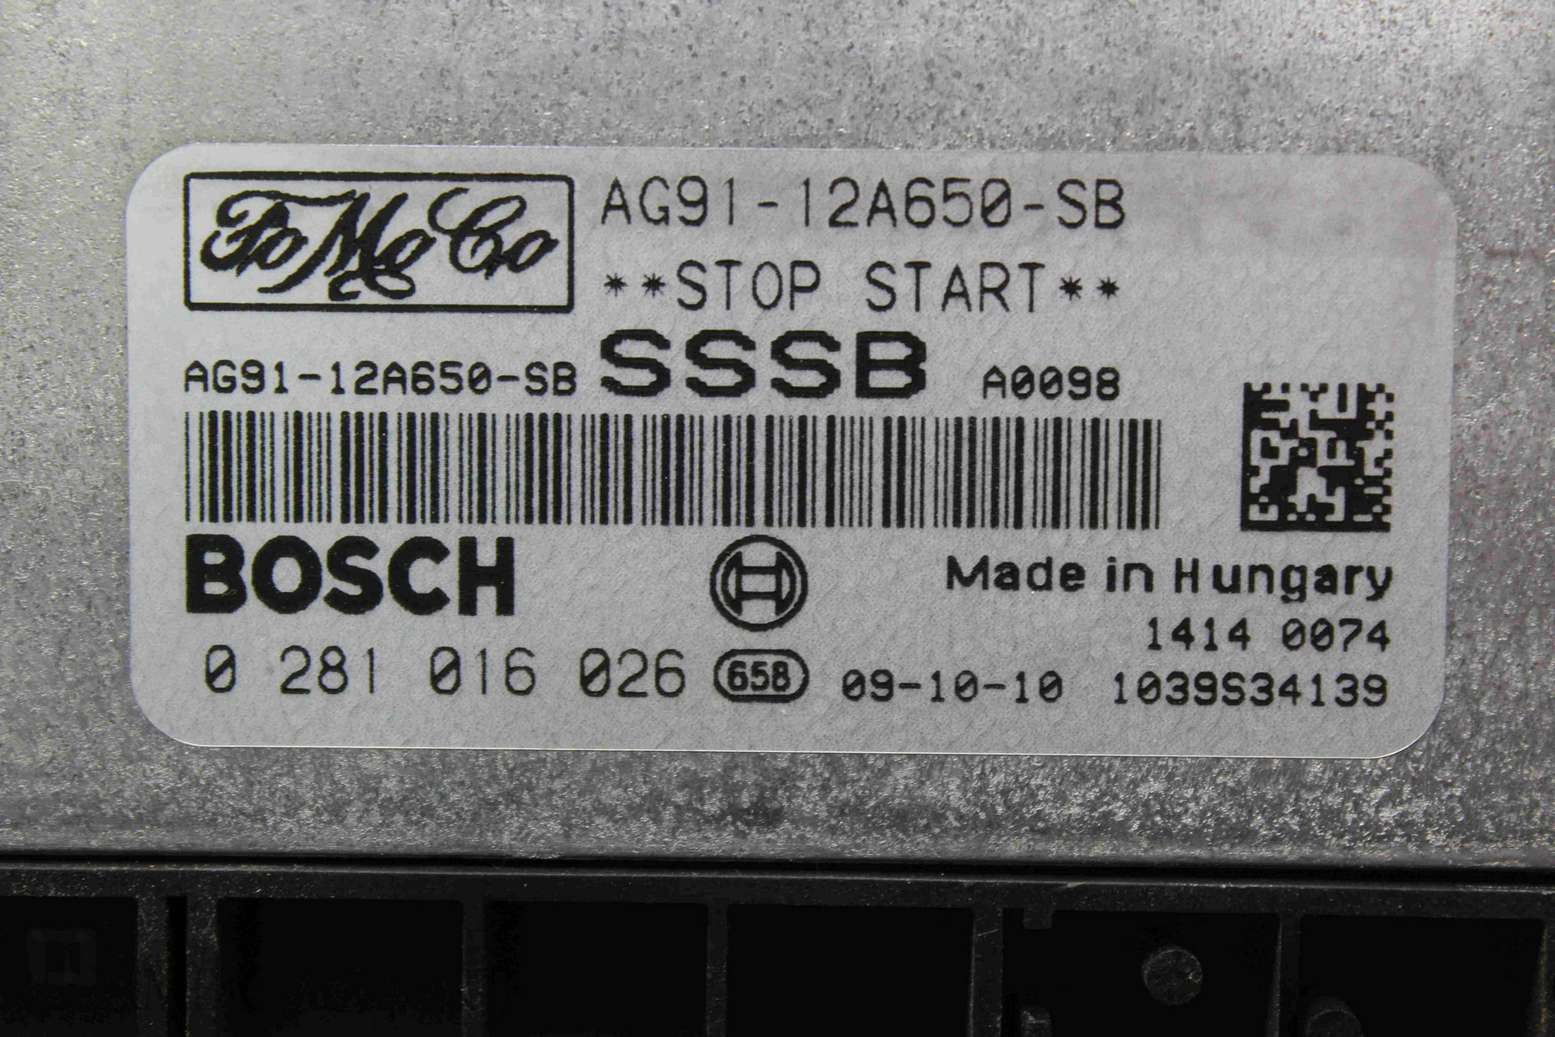 FoMoCo
AG91-12A650-SB
**STOP START**
AG91-12A650-SB SSSB A0098
BOSCH
Made in Hungary
1414 0074
0 281 016 026 658 09-10-10 1039S34139